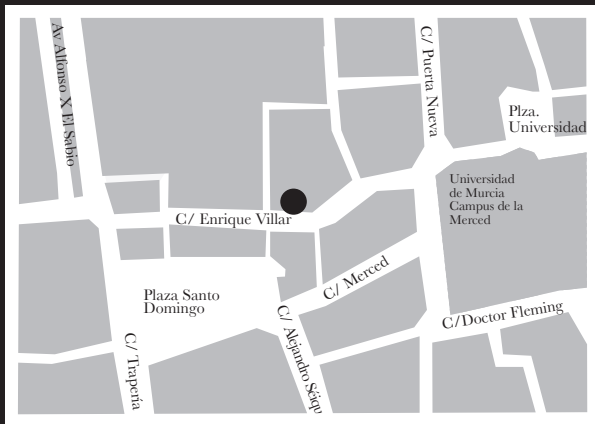 Av Alfonso X El Sabio
C/ Puerta Nueva
Plza.
Universidad
Universidad
de Murcia
Campus de la
Merced
C/ Enrique Villar
C/ Merced
Plaza Santo
Domingo
C/Doctor Fleming
C/ Trapería
C/ Alejandro Séiqu